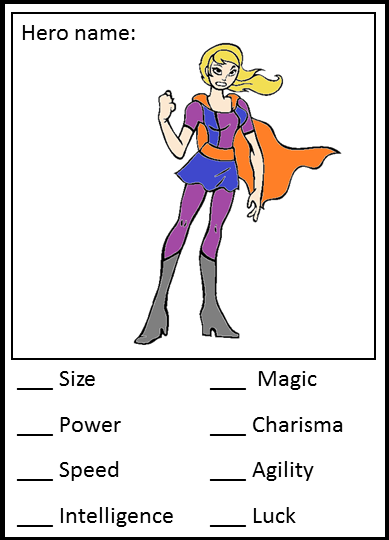 Hero name:
___ Size ___ Magic
___ Power ___ Charisma
___ Speed ___ Agility
___ Intelligence ___ Luck